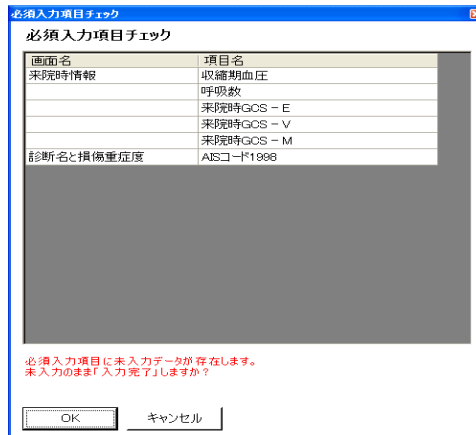 必須入力項目チェック
必須入力項目チェック
画面名 項目名
来院時情報 収縮期血圧
呼吸数
来院時GCS－E
来院時GCS－V
来院時GCS－M
診断名と損傷重症度 AISコード1998
必須入力項目に未入力データが存在します。
未入力のまま「入力完了」しますか？
OK キャンセル